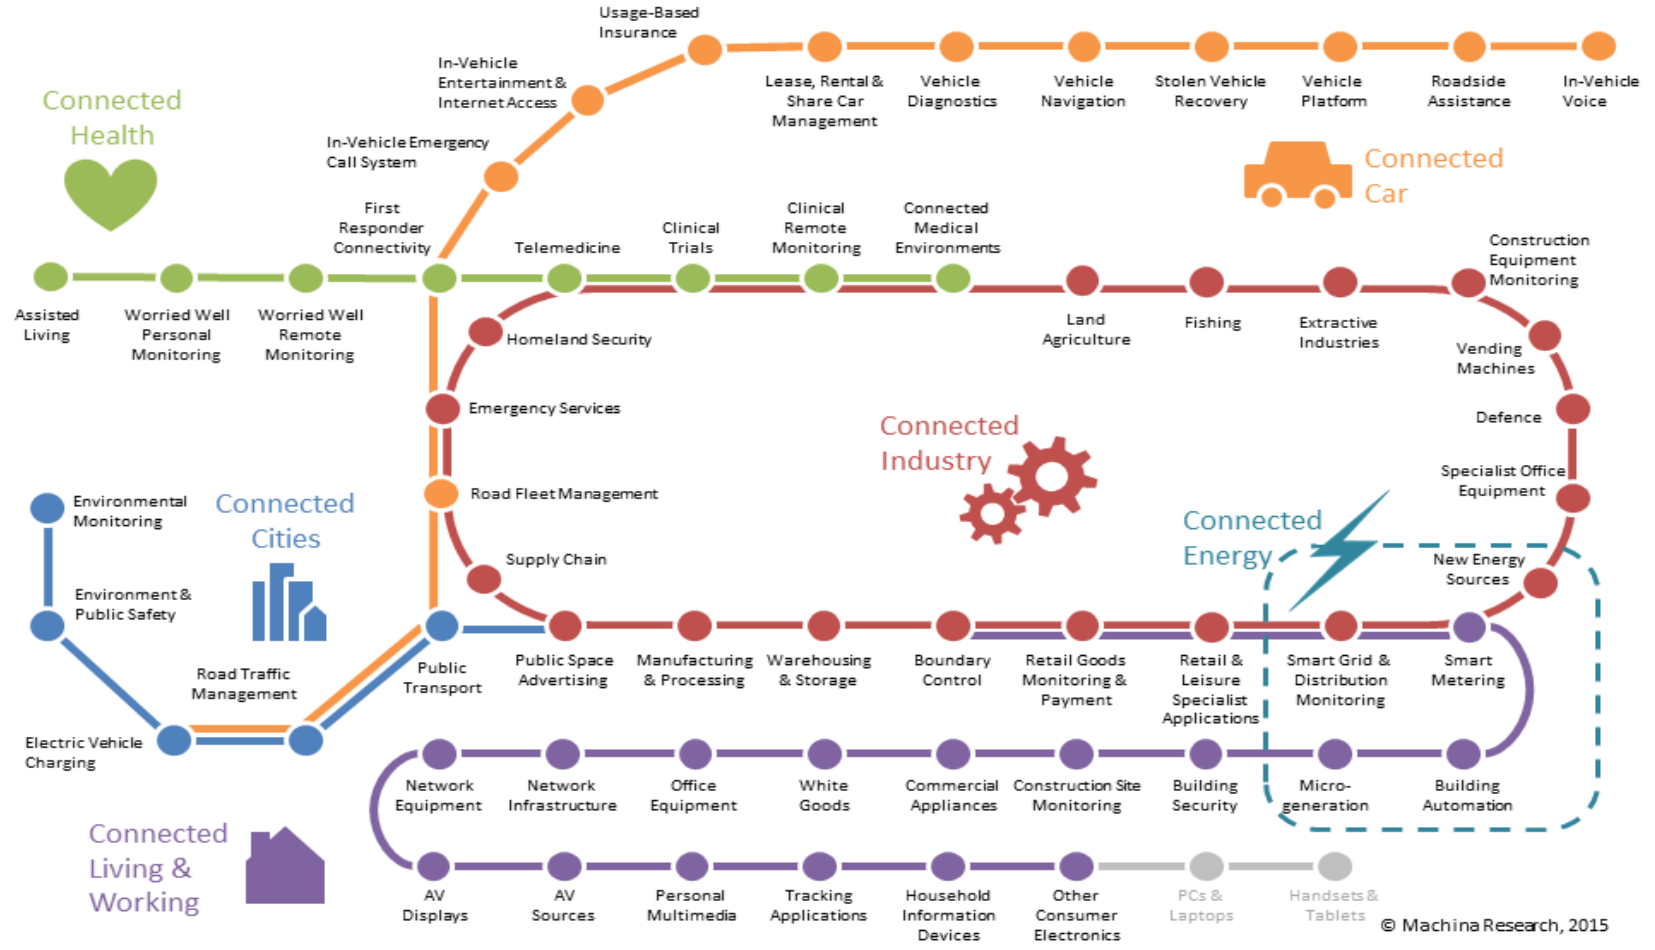 Usage-Based
Insurance
In-Vehicle
Entertainment &
Internet Access
Lease, Rental &
Share Car
Management
Vehicle
Diagnostics
Vehicle
Navigation
Stolen Vehicle
Recovery
Vehicle
Platform
Roadside
Assistance
In-Vehicle
Voice
Connected
Health
In-Vehicle Emergency
Call System
Connected
Car
First
Responder
Connectivity
Telemedicine
Clinical
Trials
Clinical
Remote
Monitoring
Connected
Medical
Environments
Construction
Equipment
Monitoring
Assisted
Living
Worried Well
Personal
Monitoring
Worried Well
Remote
Monitoring
Homeland Security
Land
Agriculture
Fishing
Extractive
Industries
Vending
Machines
Emergency Services
Connected
Industry
Defence
Specialist Office
Equipment
Road Fleet Management
Environmental
Monitoring
Connected
Cities
Connected
Energy
Supply Chain
New Energy
Sources
Environment &
Public Safety
Road Traffic
Management
Public
Transport
Public Space
Advertising
Manufacturing
& Processing
Warehousing
& Storage
Boundary
Control
Retail Goods
Monitoring &
Payment
Retail &
Leisure
Specialist
Applications
Smart Grid &
Distribution
Monitoring
Smart
Metering
Electric Vehicle
Charging
Network
Equipment
Network
Infrastructure
Office
Equipment
White
Goods
Commercial
Appliances
Construction Site
Monitoring
Building
Security
Micro-
generation
Building
Automation
Connected
Living &
Working
AV
Displays
AV
Sources
Personal
Multimedia
Tracking
Applications
Household
Information
Devices
Other
Consumer
Electronics
PCs &
Laptops
Handsets &
Tablets
© Machina Research, 2015